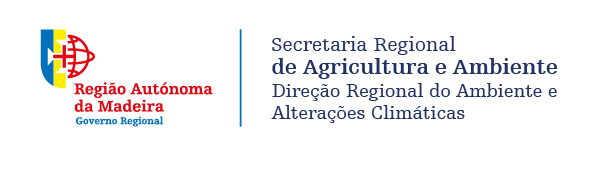 Região Autónoma
da Madeira
Governo Regional
Secretaria Regional
de Agricultura e Ambiente
Direção Regional do Ambiente e
Alterações Climáticas